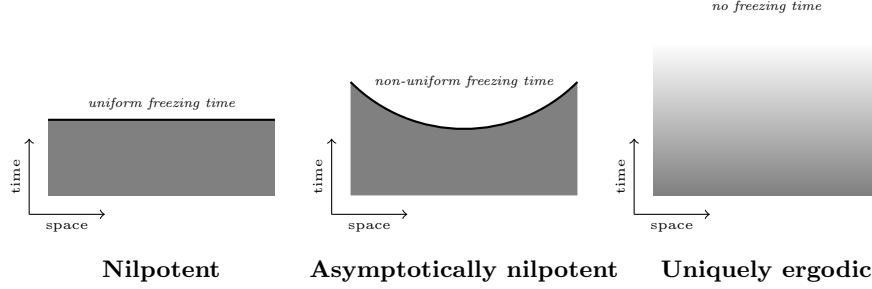 uniform freezing time
time
space
Nilpotent
non-uniform freezing time
time
space
Asymptotically nilpotent
no freezing time
time
space
Uniquely ergodic